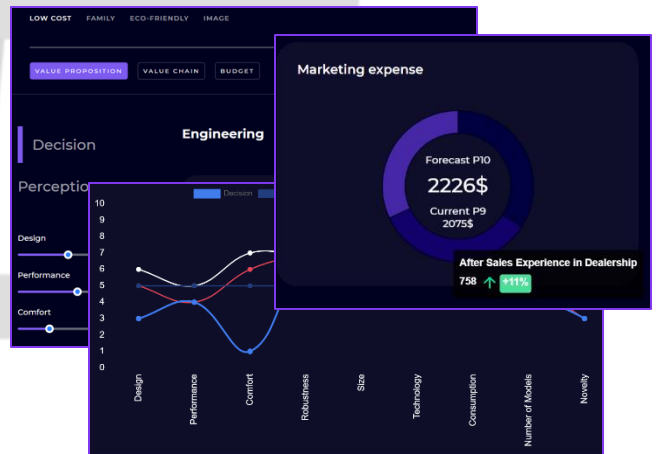 LOW COST FAMILY ECO-FRIENDLY IMAGE
VALUE PROPOSITION VALUE CHAIN BUDGET
Decision
Engineering
Design
Performance
Comfort
Marketing expense
Forecast P10
2226$
Current P9
2075$
After Sales Experience in Dealership
758 ↑ +11%
Decision
10
9
8
7
6
5
4
3
2
1
0
Design
Performance
Comfort
Robustness
Size
Technology
Consumption
Number of Models
Novelty